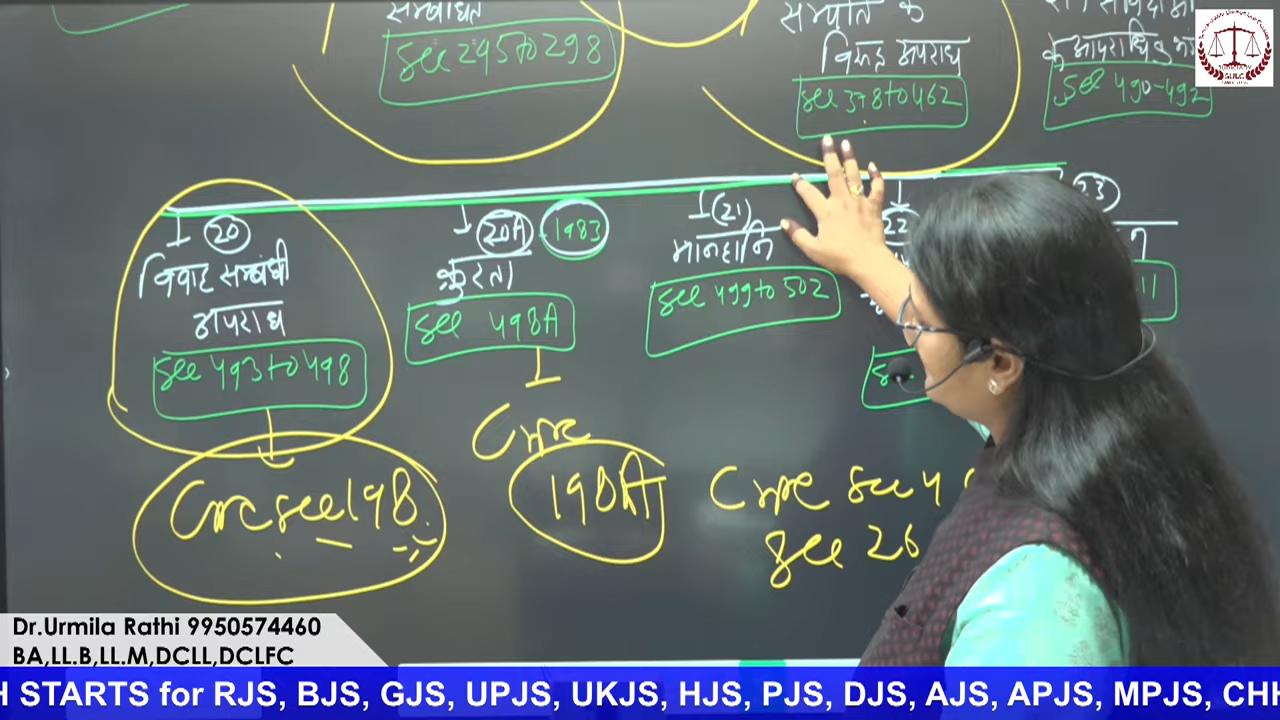 सम्बंधित
Sec 295 to 298
सम्पत्ति के
विरुद्ध अपराध
Sec 378 to 462
Sec 490-492
20
विवाह सम्बंधी
अपराध
Sec 493 to 498
Crpc sec 198
20A
1983
क्रुरता
Sec 498A
Crpc
198A
21
मानहानि
Sec 499 to 502
22
23
11
Crpc sec 4
Sec 26
Dr.Urmila Rathi 9950574460
BA,LL.B,LL.M,DCLL,DCLFC
H STARTS for RJS, BJS, GJS, UPJS, UKJS, HJS, PJS, DJS, AJS, APJS, MPJS, CHH